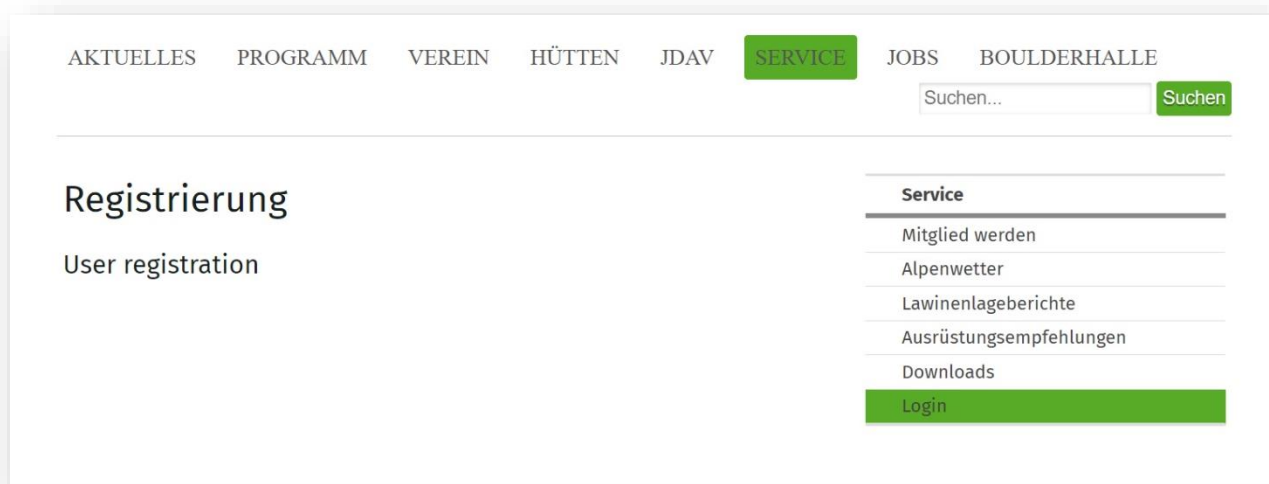 AKTUELLES PROGRAMM VEREIN HÜTTEN JDAV SERVICE JOBS BOULDERHALLE
Suchen... Suchen
Registrierung
User registration
Service
Mitglied werden
Alpenwetter
Lawinenlageberichte
Ausrüstungsempfehlungen
Downloads
Login